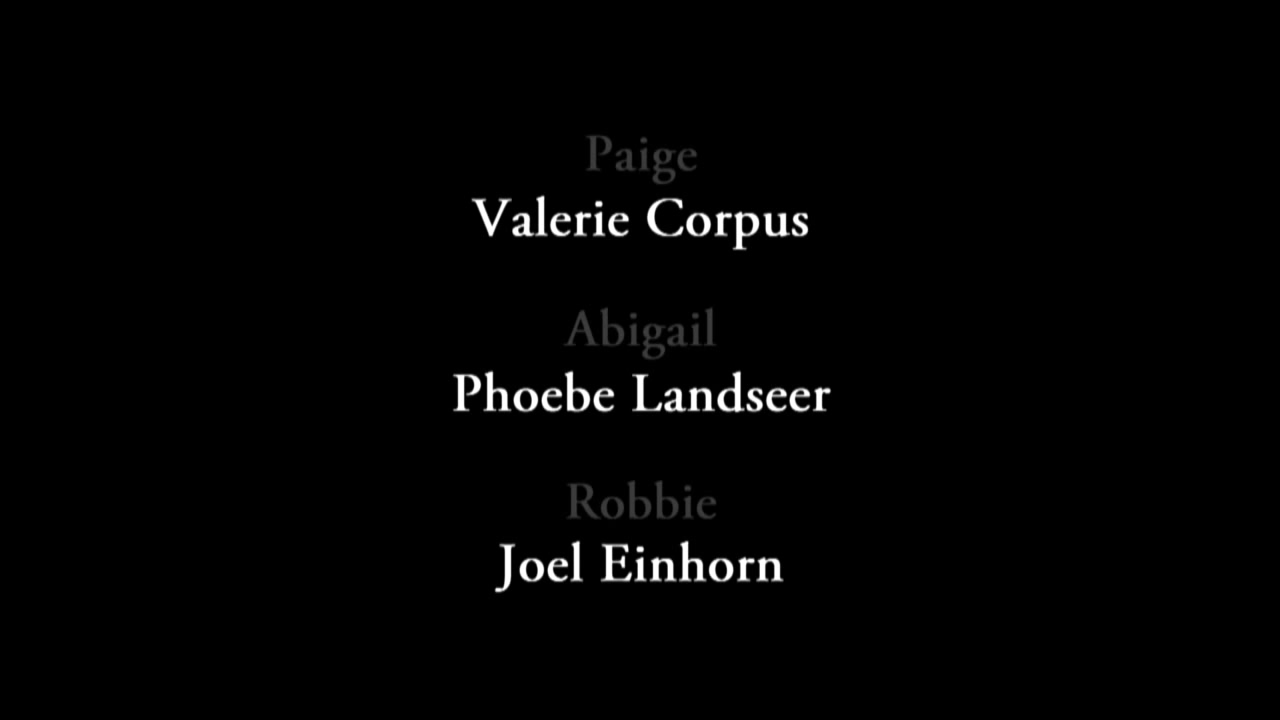 Paige
Valerie Corpus
Abigail
Phoebe Landseer
Robbie
Joel Einhorn